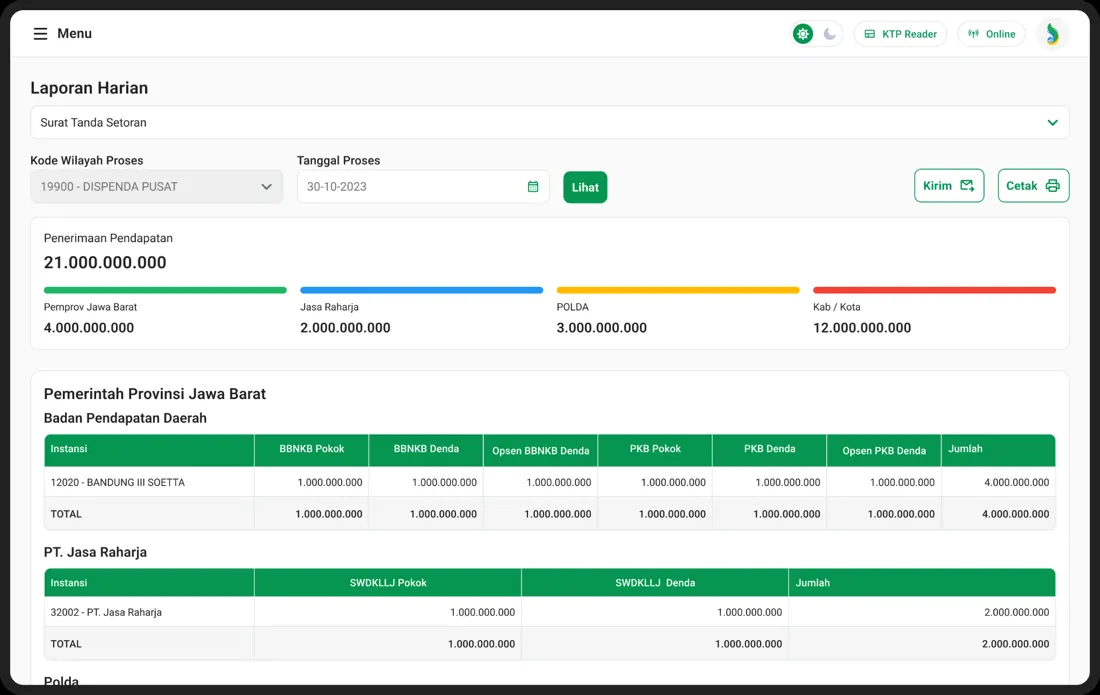 Menu
KTP Reader
Online
Laporan Harian
Surat Tanda Setoran
Kode Wilayah Proses
Tanggal Proses
19900 - DISPENDA PUSAT
30-10-2023
Lihat
Kirim
Cetak
Penerimaan Pendapatan
21.000.000.000
Pemprov Jawa Barat
Jasa Raharja
POLDA
Kab / Kota
4.000.000.000
2.000.000.000
3.000.000.000
12.000.000.000
Pemerintah Provinsi Jawa Barat
Badan Pendapatan Daerah
Instansi BBNKB Pokok BBNKB Denda Opsen BBNKB Denda PKB Pokok PKB Denda Opsen PKB Denda Jumlah
12020 - BANDUNG III SOETTA 1.000.000.000 1.000.000.000 1.000.000.000 1.000.000.000 1.000.000.000 1.000.000.000 4.000.000.000
TOTAL 1.000.000.000 1.000.000.000 1.000.000.000 1.000.000.000 1.000.000.000 1.000.000.000 4.000.000.000
PT. Jasa Raharja
Instansi SWDKLLJ Pokok SWDKLLJ Denda Jumlah
32002 - PT. Jasa Raharja 1.000.000.000 1.000.000.000 2.000.000.000
TOTAL 1.000.000.000 1.000.000.000 2.000.000.000
Polda